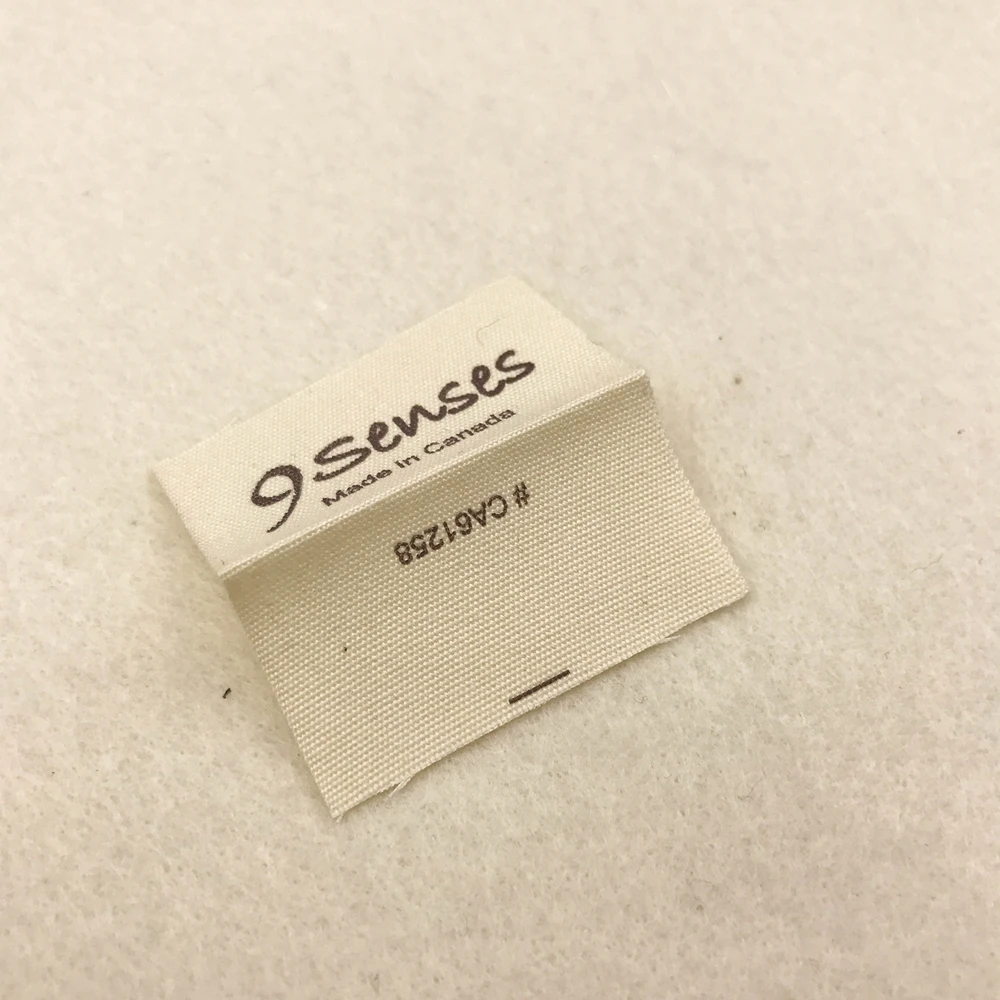 9 senses
Made in Canada
# CA61258